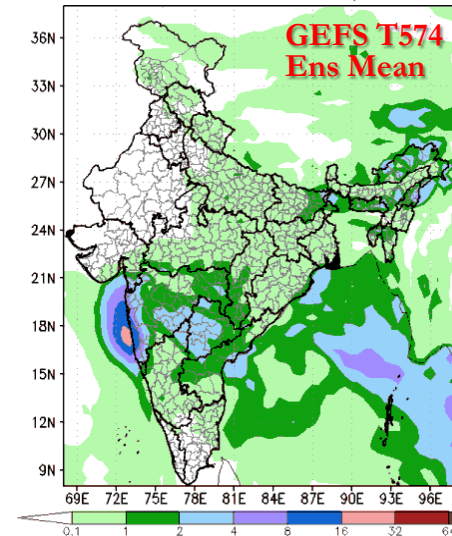 GEFS T574
Ens Mean
36N
33N
30N
27N
24N
21N
18N
15N
12N
9N
69E 72E 75E 78E 81E 84E 87E 90E 93E 96E
0.1 1 2 4 8 16 32 64